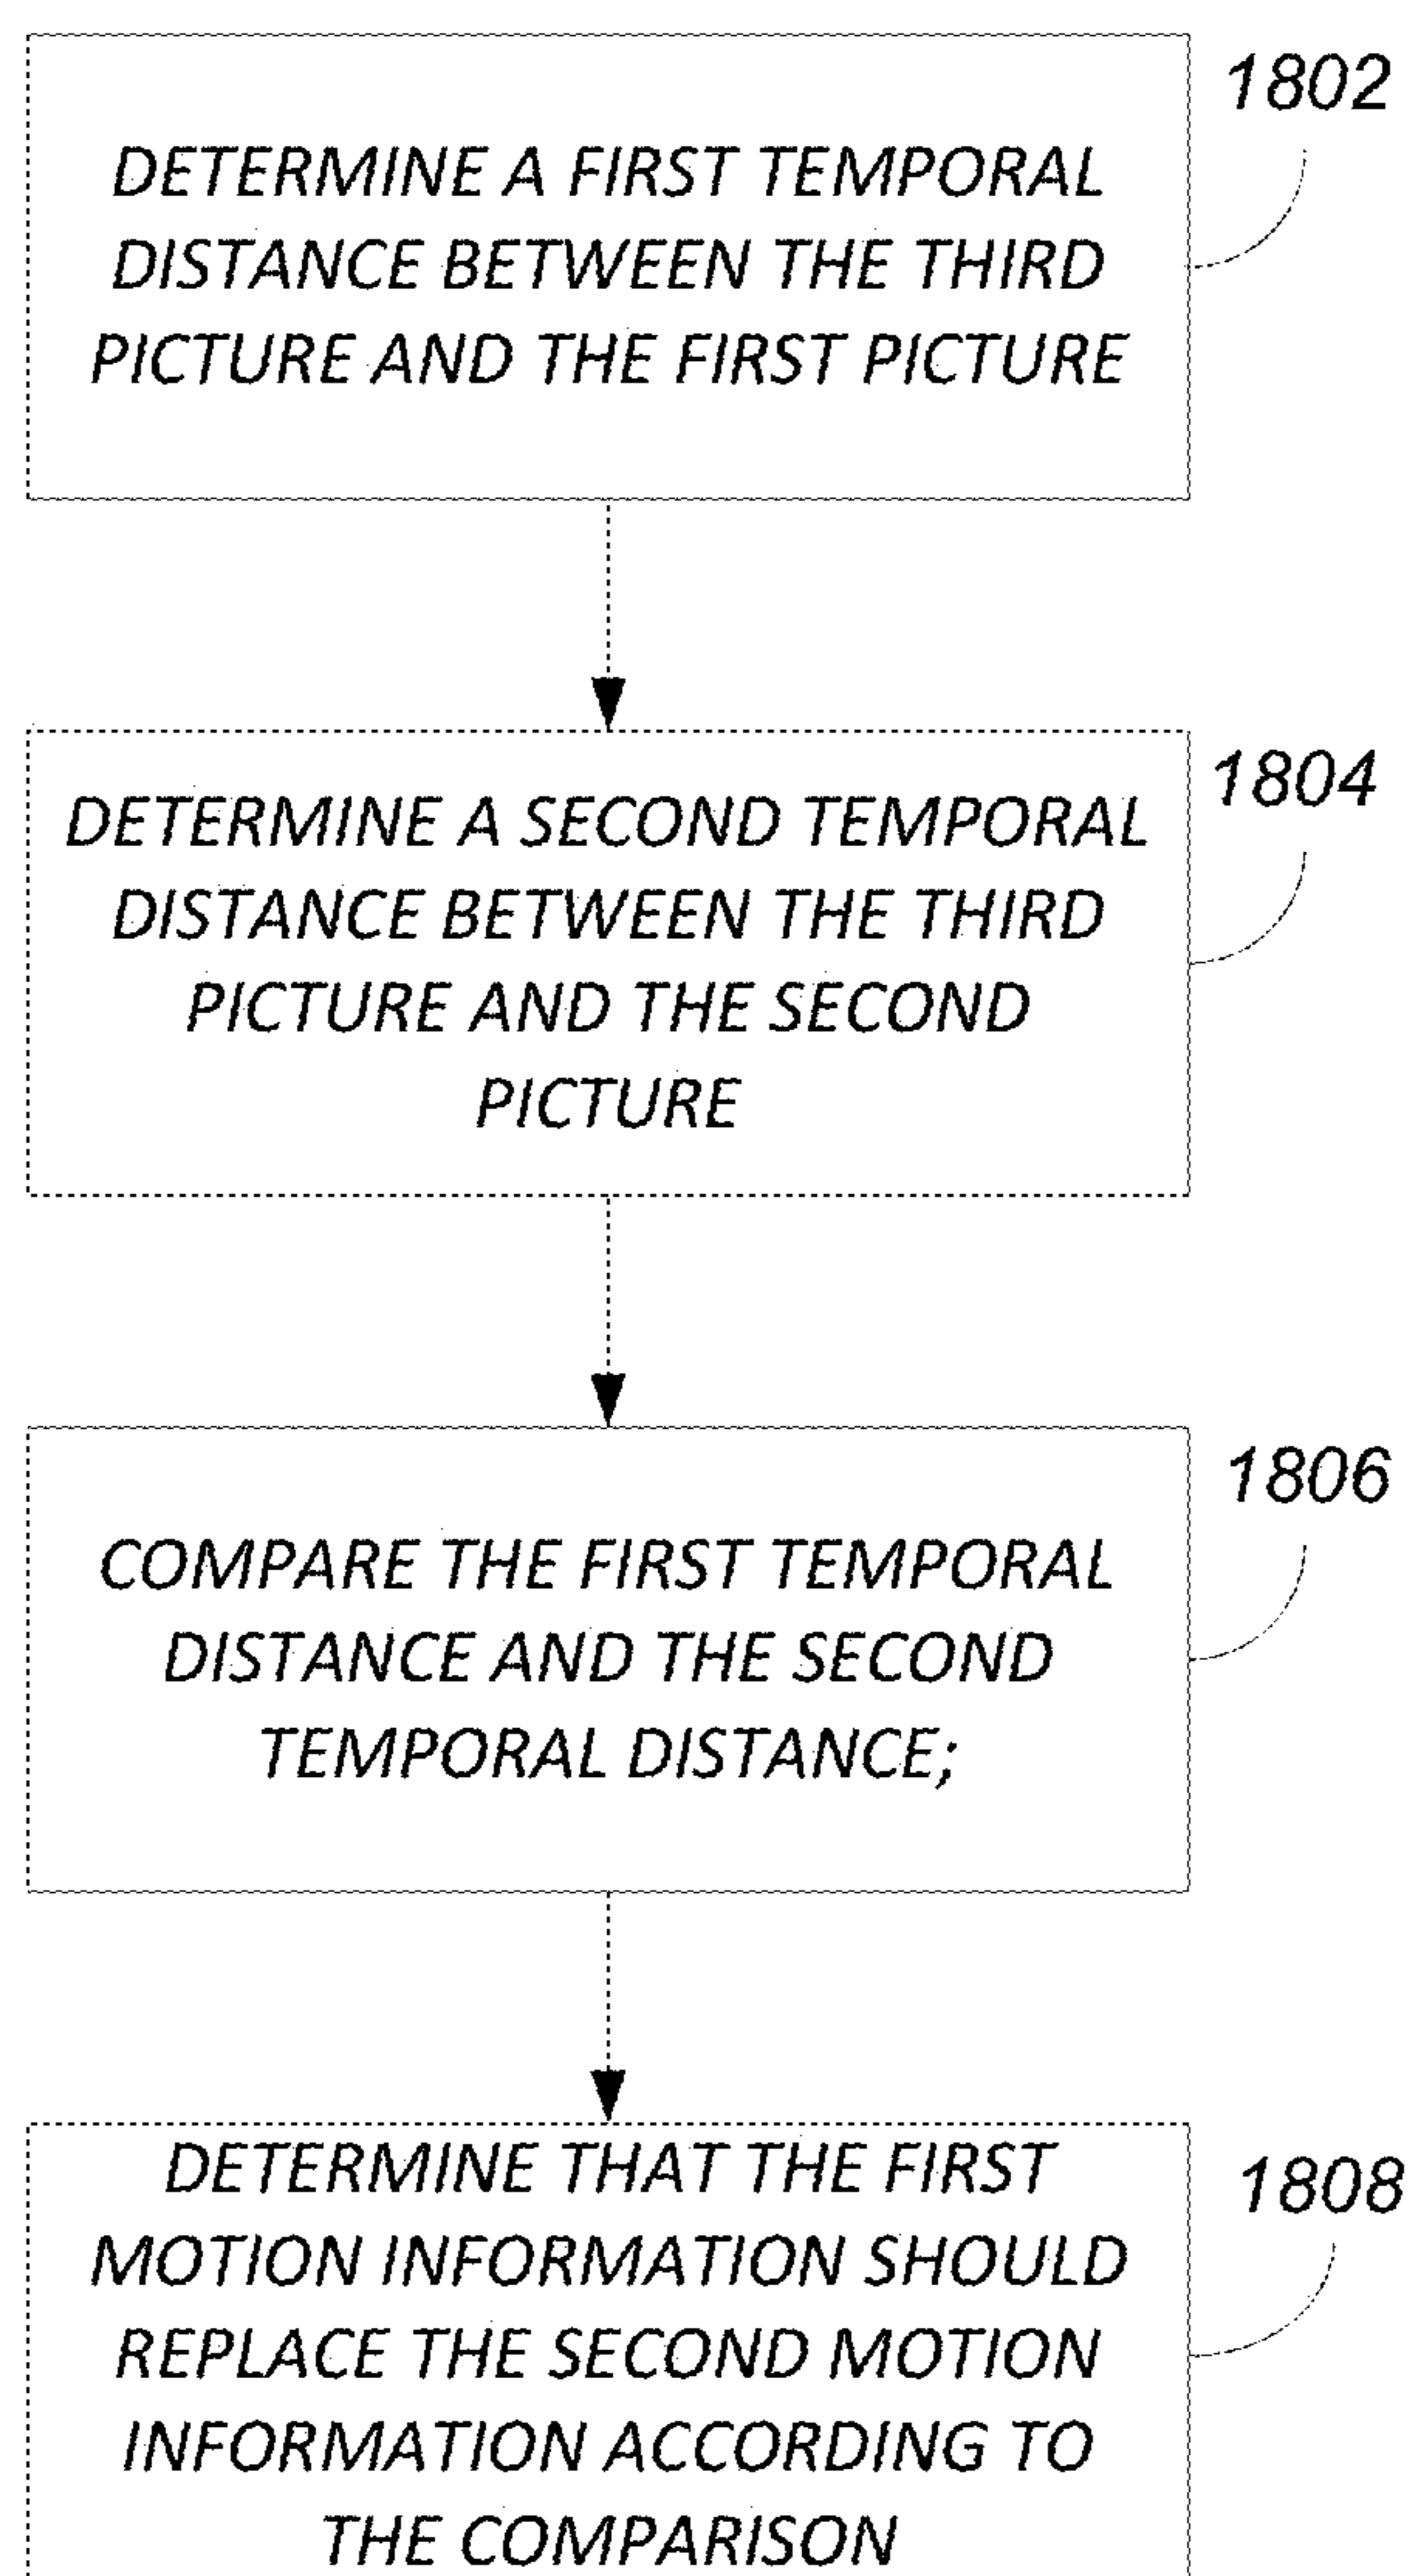 1802
DETERMINE A FIRST TEMPORAL
DISTANCE BETWEEN THE THIRD
PICTURE AND THE FIRST PICTURE
1804
DETERMINE A SECOND TEMPORAL
DISTANCE BETWEEN THE THIRD
PICTURE AND THE SECOND
PICTURE
1806
COMPARE THE FIRST TEMPORAL
DISTANCE AND THE SECOND
TEMPORAL DISTANCE;
1808
DETERMINE THAT THE FIRST
MOTION INFORMATION SHOULD
REPLACE THE SECOND MOTION
INFORMATION ACCORDING TO
THE COMPARISON